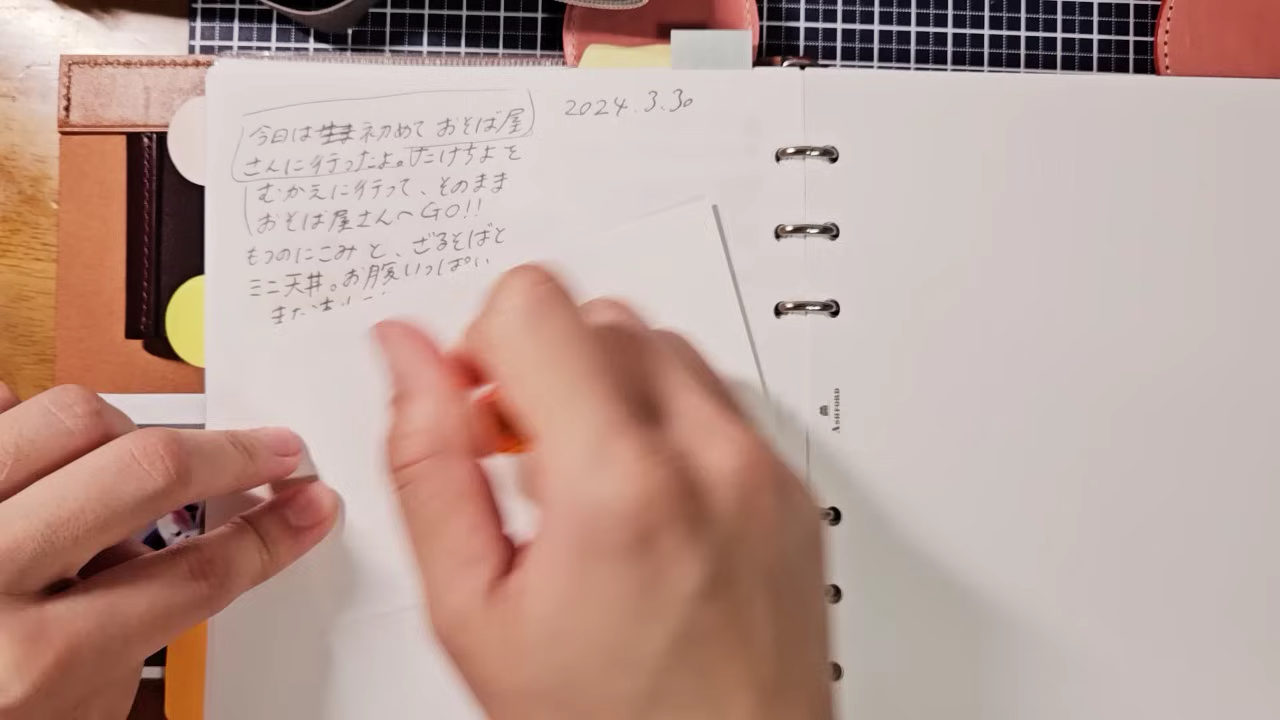 2024.3.30
今日は初めて おそば屋
さんに行ったよ。たけちよを
むかえに行って、そのまま
おそば屋さんへGO!!
もつのにこみ と、ざるそばと
ミニ天丼。お腹いっぱい
また
ASHFORD